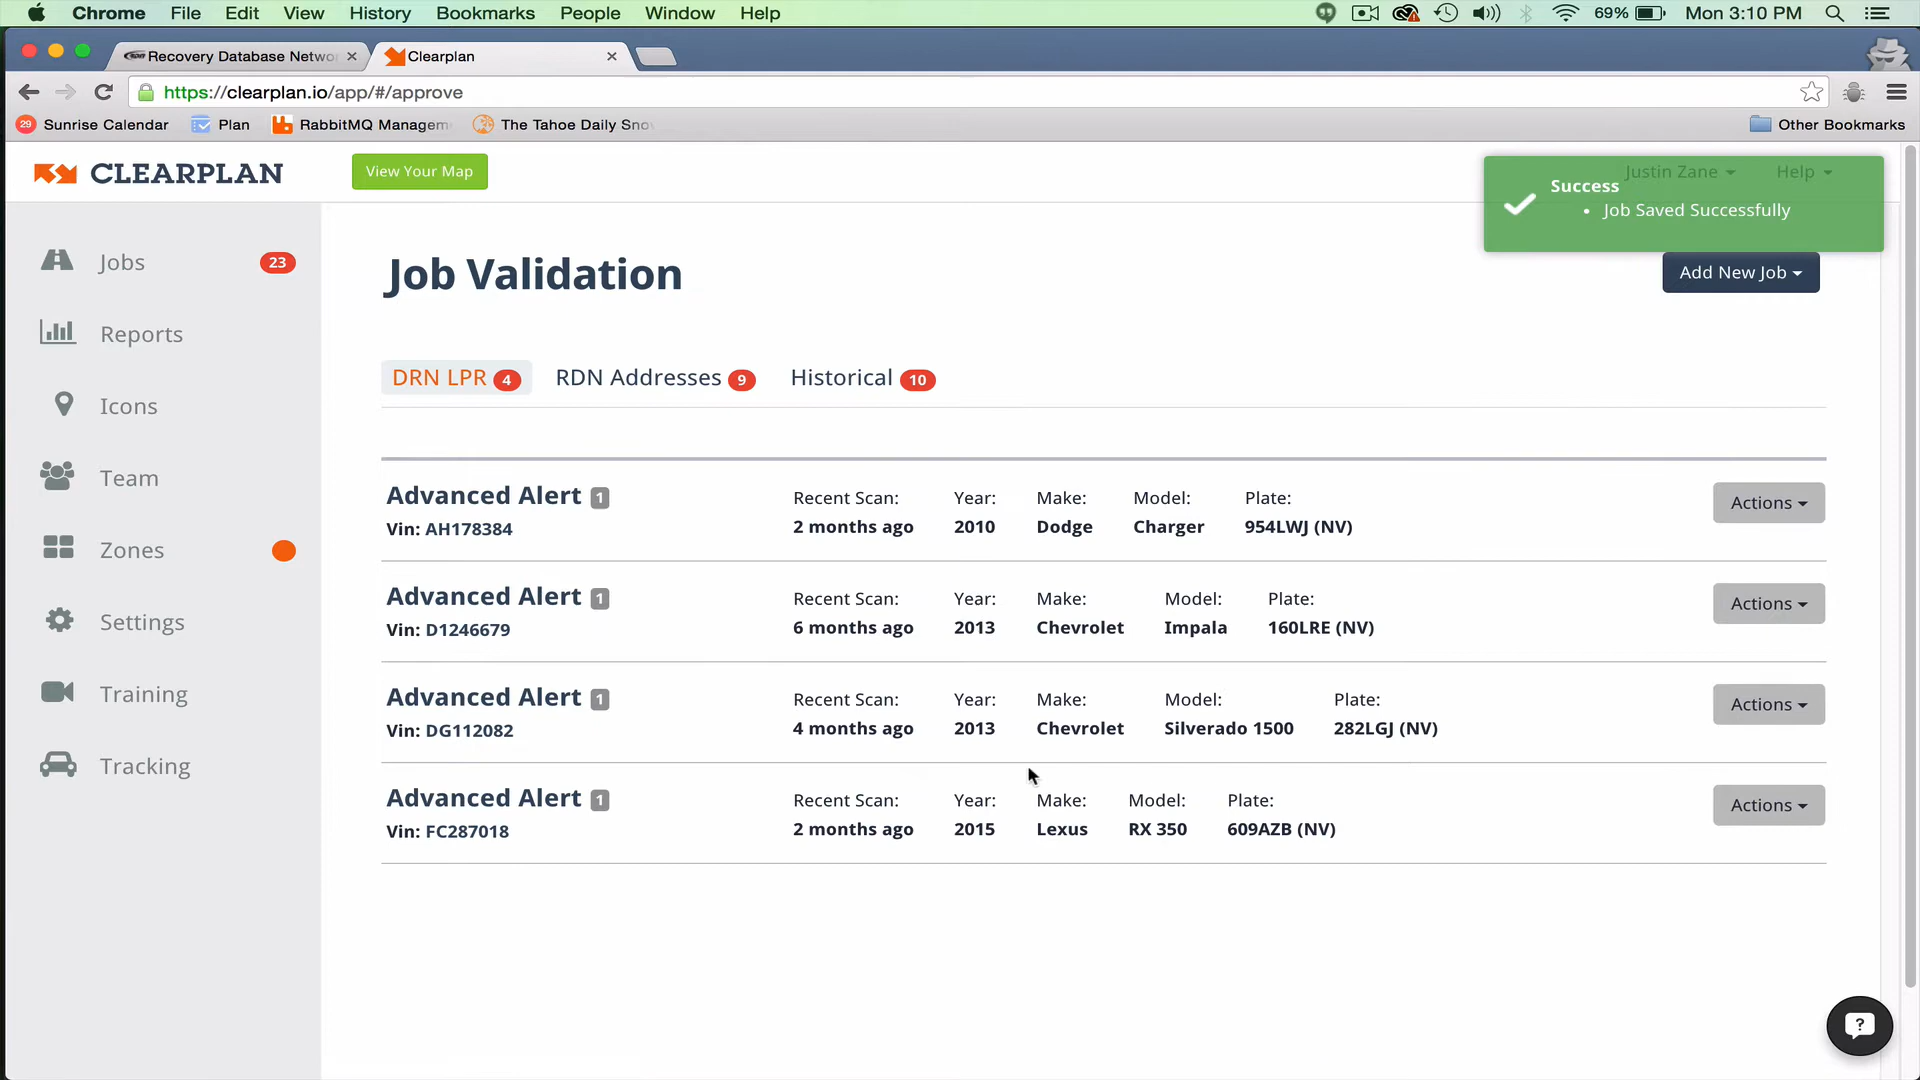 Chrome File Edit View History Bookmarks People Window Help 69% Mon 3:10 PM
Recovery Database Netwo Clearplan
https://clearplan.io/app/#/approve
29 Sunrise Calendar Plan RabbitMQ Managem The Tahoe Daily Sno Other Bookmarks
CLEARPLAN View Your Map Justin Zane Help
Success
• Job Saved Successfully
Jobs 23
Reports
Icons
Team
Zones
Settings
Training
Tracking
Job Validation Add New Job
DRN LPR 4 RDN Addresses 9 Historical 10
Advanced Alert 1 Recent Scan: Year: Make: Model: Plate: Actions
Vin: AH178384 2 months ago 2010 Dodge Charger 954LWJ (NV)
Advanced Alert 1 Recent Scan: Year: Make: Model: Plate: Actions
Vin: D1246679 6 months ago 2013 Chevrolet Impala 160LRE (NV)
Advanced Alert 1 Recent Scan: Year: Make: Model: Plate: Actions
Vin: DG112082 4 months ago 2013 Chevrolet Silverado 1500 282LGJ (NV)
Advanced Alert 1 Recent Scan: Year: Make: Model: Plate: Actions
Vin: FC287018 2 months ago 2015 Lexus RX 350 609AZB (NV)
?